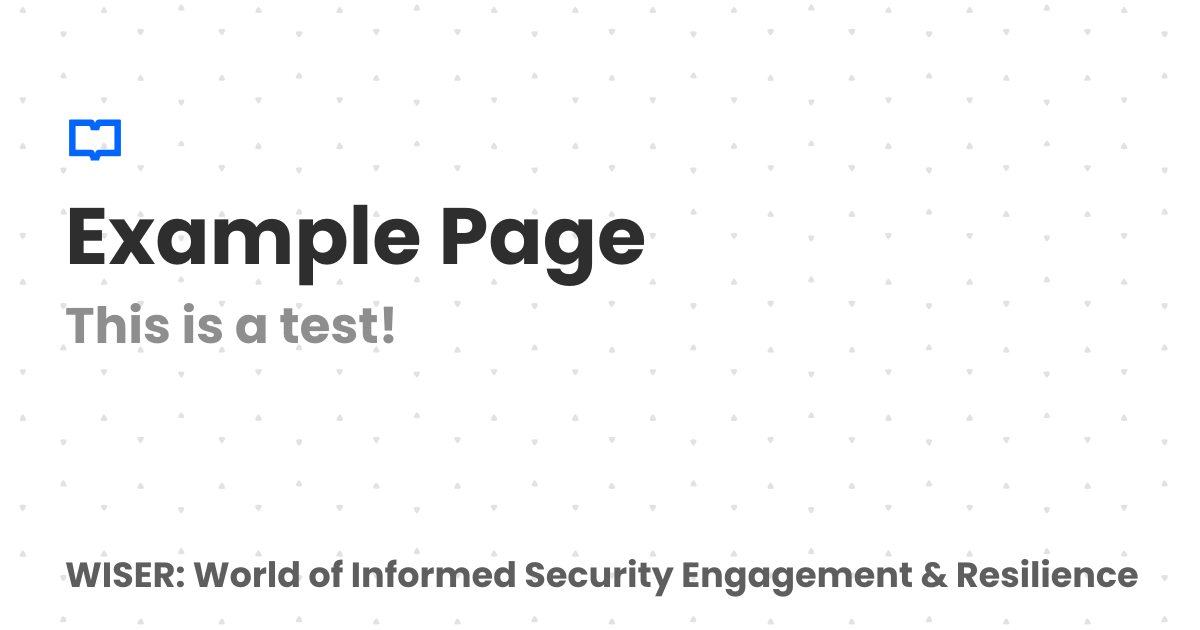 Example Page
This is a test!
WISER: World of Informed Security Engagement & Resilience